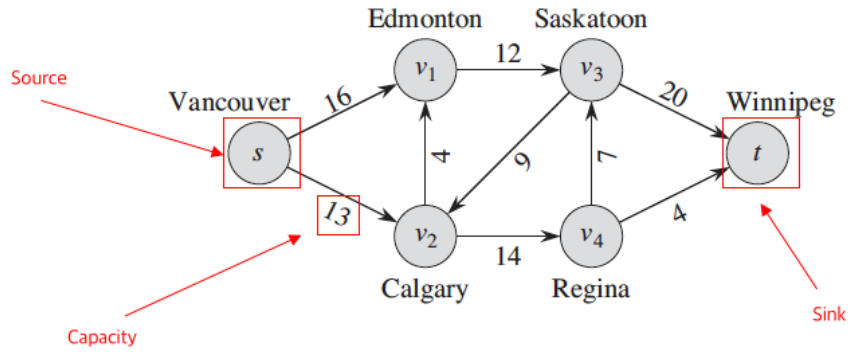 Edmonton
Saskatoon
Source
v1
12
v3
Vancouver
16
20
Winnipeg
s
4
9
7
t
13
v2
14
v4
4
Calgary
Regina
Sink
Capacity